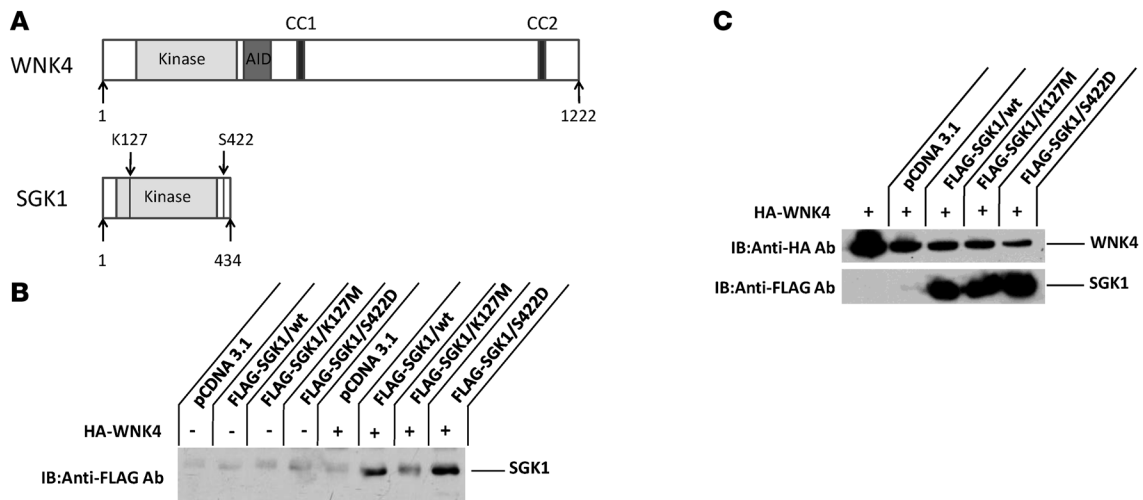 A
CC1 CC2
WNK4 Kinase AID
1 1222
K127 S422
SGK1 Kinase
1 434
B
pCDNA 3.1
FLAG-SGK1/wt
FLAG-SGK1/K127M
FLAG-SGK1/S422D
pCDNA 3.1
FLAG-SGK1/wt
FLAG-SGK1/K127M
FLAG-SGK1/S422D
HA-WNK4 - - - - + + + +
IB:Anti-FLAG Ab SGK1
C
pCDNA 3.1
FLAG-SGK1/wt
FLAG-SGK1/K127M
FLAG-SGK1/S422D
HA-WNK4 + + + + +
IB:Anti-HA Ab WNK4
IB:Anti-FLAG Ab SGK1